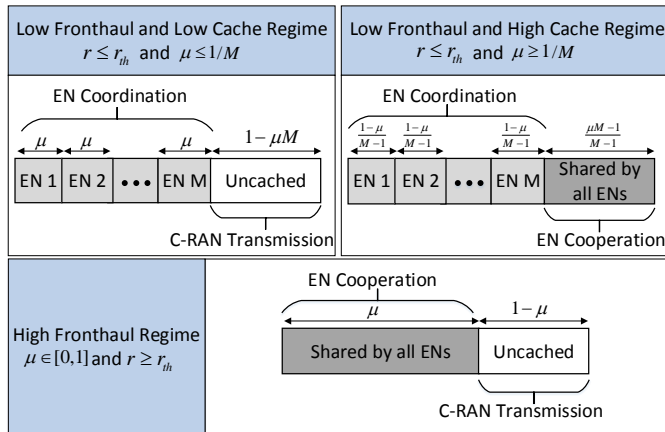 Low Fronthaul and Low Cache Regime
r ≤ r_th and μ ≤ 1/M
EN Coordination
μ μ μ 1−μM
EN 1 EN 2 ••• EN M Uncached
C-RAN Transmission
Low Fronthaul and High Cache Regime
r ≤ r_th and μ ≥ 1/M
EN Coordination
(1−μ)/(M−1) (1−μ)/(M−1) (1−μ)/(M−1) (μM−1)/(M−1)
EN 1 EN 2 ••• EN M Shared by
all ENs
EN Cooperation
High Fronthaul Regime
μ∈[0,1] and r ≥ r_th
EN Cooperation
μ 1−μ
Shared by all ENs Uncached
C-RAN Transmission